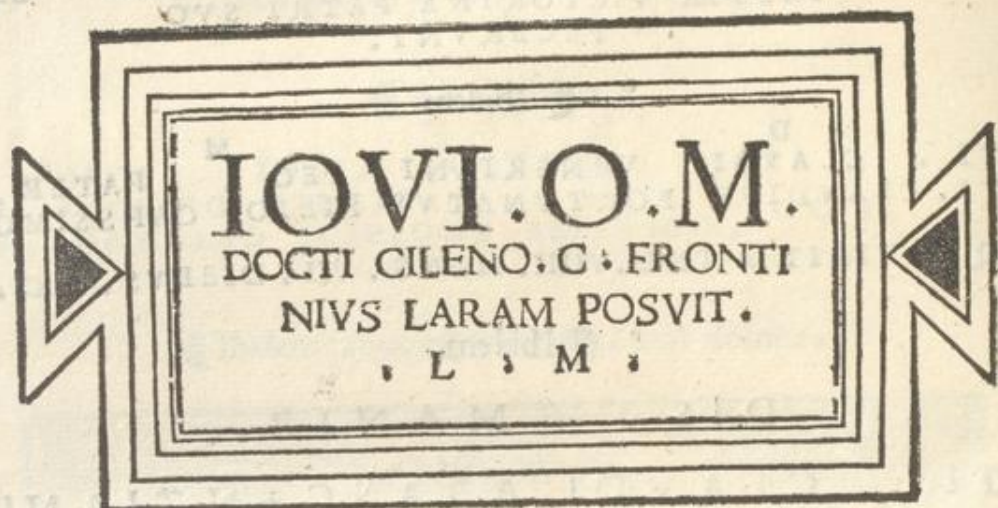 IOVI. O. M.
DOCTI CILENO. C. FRONTI
NIVS LARAM POSVIT.
. L . M .